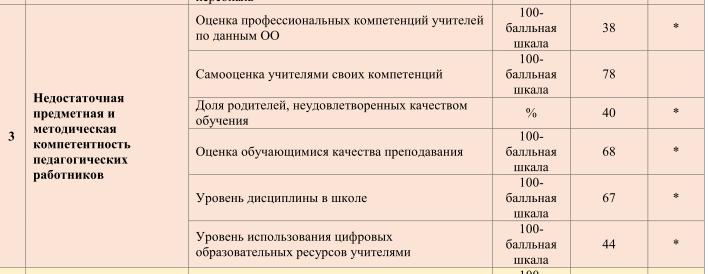 персонала
Оценка профессиональных компетенций учителей
по данным ОО
100-
балльная
шкала
38
*
Самооценка учителями своих компетенций
100-
балльная
шкала
78
3
Недостаточная
предметная и
методическая
компетентность
педагогических
работников
Доля родителей, неудовлетворенных качеством
обучения
%
40
*
Оценка обучающимися качества преподавания
100-
балльная
шкала
68
*
Уровень дисциплины в школе
100-
балльная
шкала
67
*
Уровень использования цифровых
образовательных ресурсов учителями
100-
балльная
шкала
44
*
100-